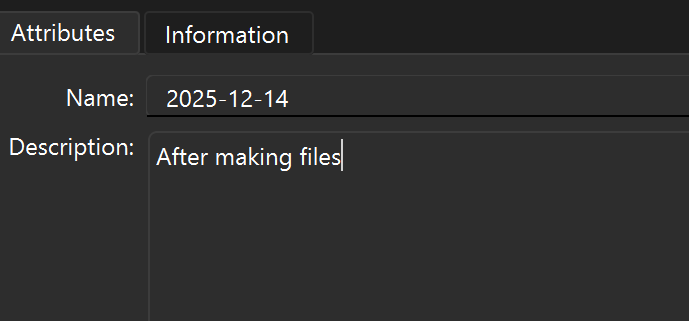 Attributes
Information
Name: 2025-12-14
Description: After making files